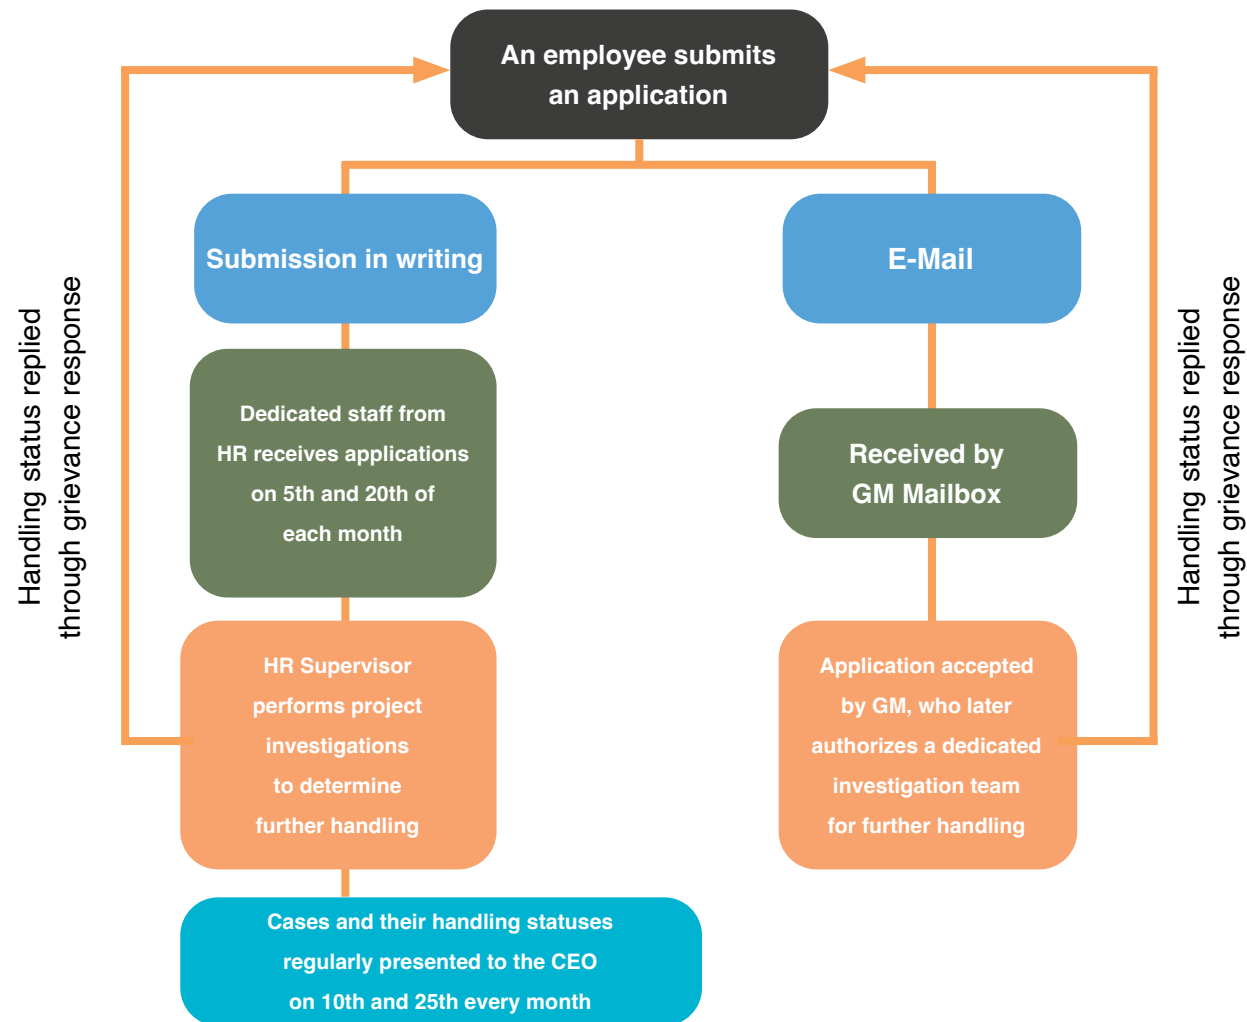 An employee submits
an application
Submission in writing
E-Mail
Dedicated staff from
HR receives applications
on 5th and 20th of
each month
Received by
GM Mailbox
HR Supervisor
performs project
investigations
to determine
further handling
Application accepted
by GM, who later
authorizes a dedicated
investigation team
for further handling
Cases and their handling statuses
regularly presented to the CEO
on 10th and 25th every month
Handling status replied
through grievance response
Handling status replied
through grievance response